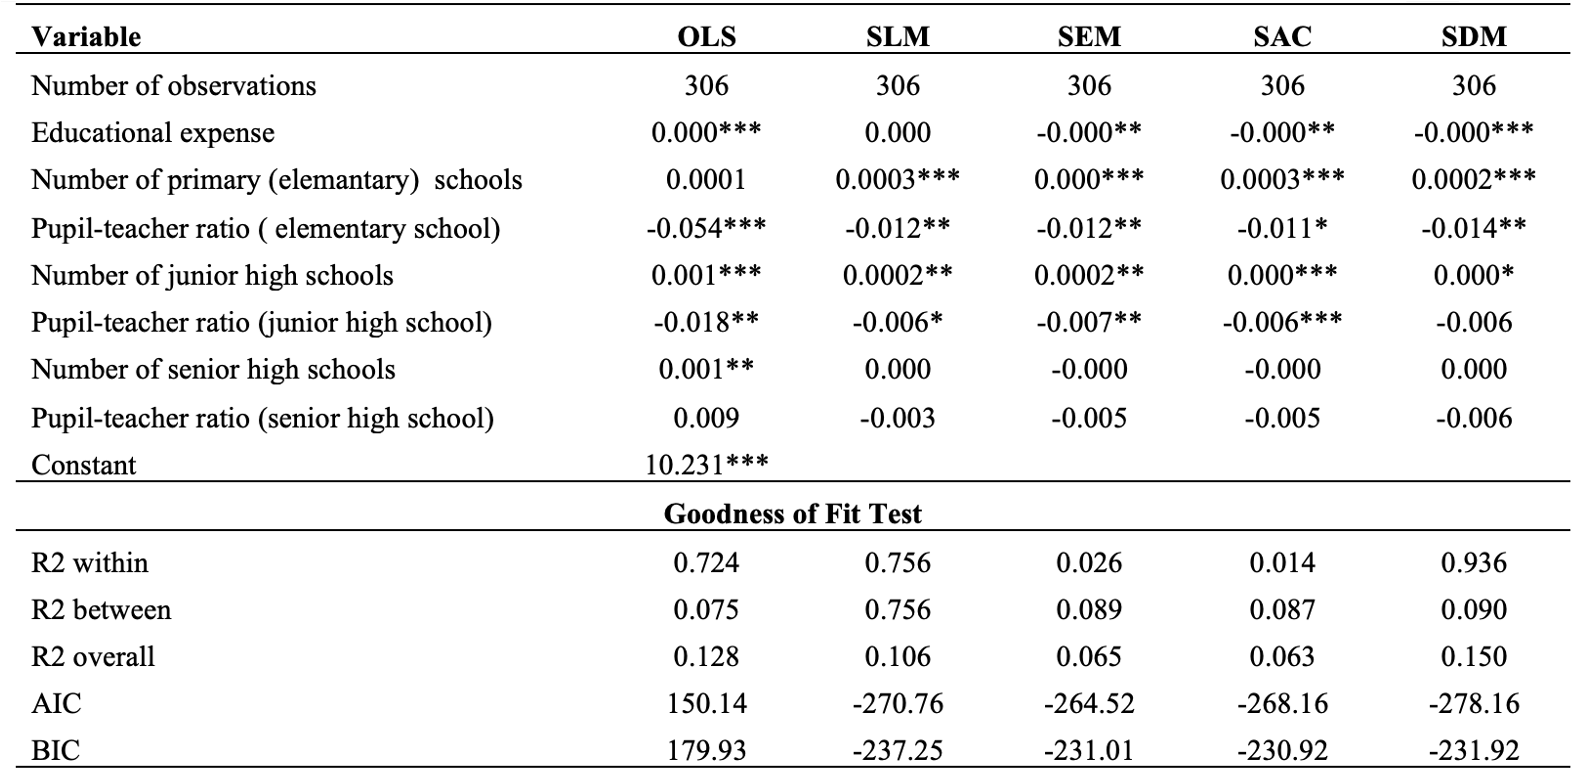 Variable OLS SLM SEM SAC SDM
Number of observations 306 306 306 306 306
Educational expense 0.000*** 0.000 -0.000** -0.000** -0.000***
Number of primary (elemantary) schools 0.0001 0.0003*** 0.000*** 0.0003*** 0.0002***
Pupil-teacher ratio ( elementary school) -0.054*** -0.012** -0.012** -0.011* -0.014**
Number of junior high schools 0.001*** 0.0002** 0.0002** 0.000*** 0.000*
Pupil-teacher ratio (junior high school) -0.018** -0.006* -0.007** -0.006*** -0.006
Number of senior high schools 0.001** 0.000 -0.000 -0.000 0.000
Pupil-teacher ratio (senior high school) 0.009 -0.003 -0.005 -0.005 -0.006
Constant 10.231***
Goodness of Fit Test
R2 within 0.724 0.756 0.026 0.014 0.936
R2 between 0.075 0.756 0.089 0.087 0.090
R2 overall 0.128 0.106 0.065 0.063 0.150
AIC 150.14 -270.76 -264.52 -268.16 -278.16
BIC 179.93 -237.25 -231.01 -230.92 -231.92